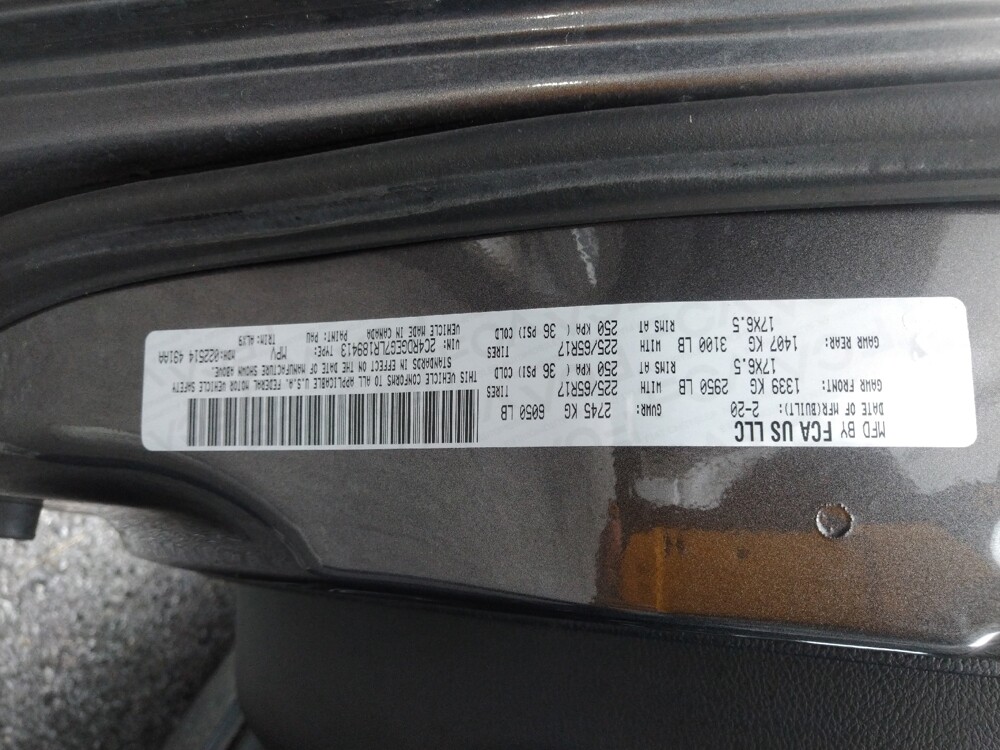 MFD BY FCA US LLC
DATE OF MFR(BUILT): 2-20 GVWR: 2745 KG 6050 LB
GAWR FRONT: TIRES
1339 KG 2950 LB WITH 225/65R17
17X6.5 RIMS AT 250 KPA ( 36 PSI) COLD
GAWR REAR: TIRES
1407 KG 3100 LB WITH 225/65R17
17X6.5 RIMS AT 250 KPA ( 36 PSI) COLD
THIS VEHICLE CONFORMS TO ALL APPLICABLE U.S.A. FEDERAL MOTOR VEHICLE SAFETY
STANDARDS IN EFFECT ON THE DATE OF MANUFACTURE SHOWN ABOVE.
VIN: 2C4RDGEB7LR189413 TYPE: MPV MDH:022514 491AA
VEHICLE MADE IN CANADA PAINT: PAU TRIM:HLX9